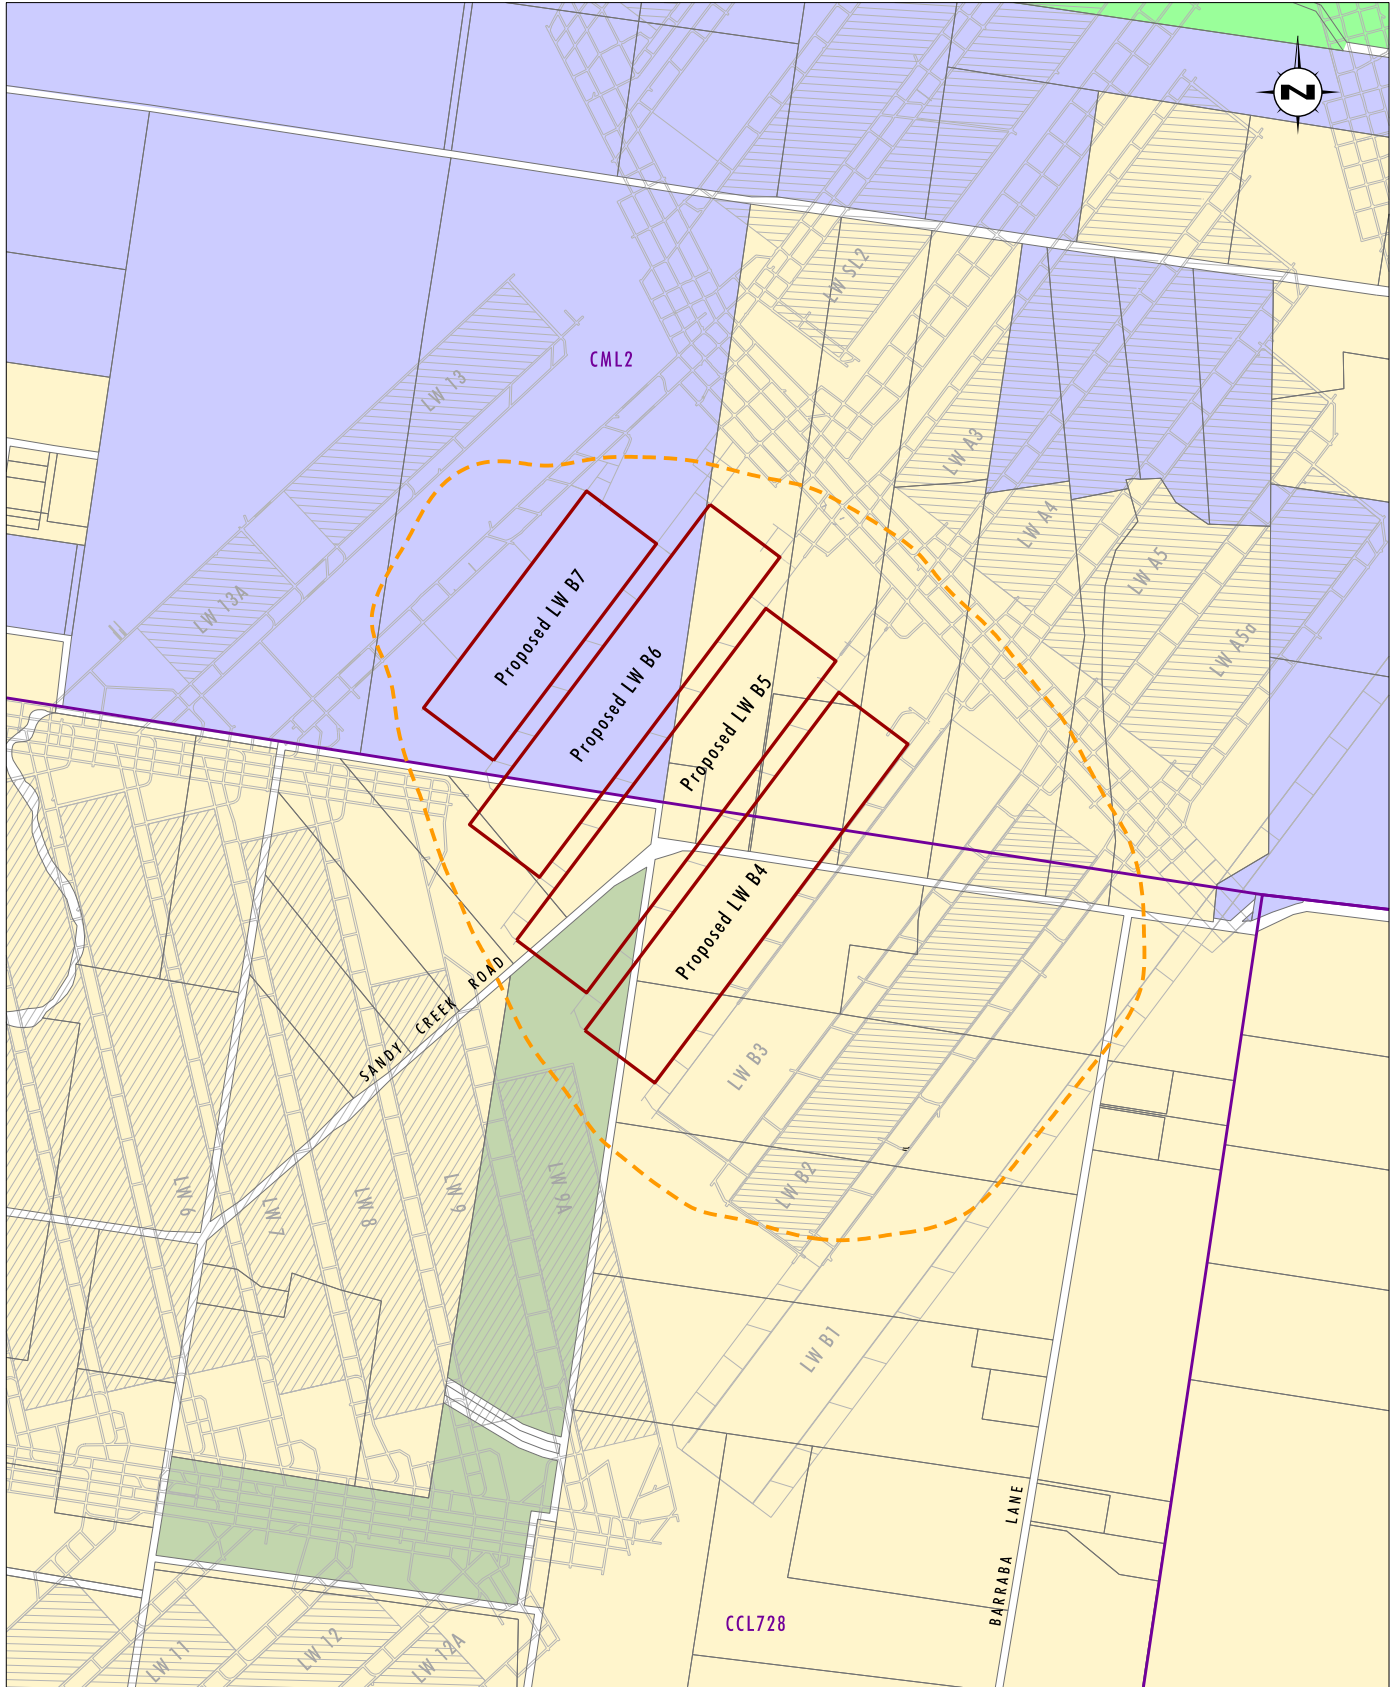 N
LW SL2
CML2
LW 13
LW A3
LW A4
LW A5
LW 13A
LW A5a
Proposed LW B7
Proposed LW B6
Proposed LW B5
Proposed LW B4
SANDY CREEK ROAD
LW B3
LW B2
LW 6
LW 7
LW 8
LW 9
LW 9A
LW B1
BARRABA LANE
CCL728
LW 11
LW 12
LW 12A